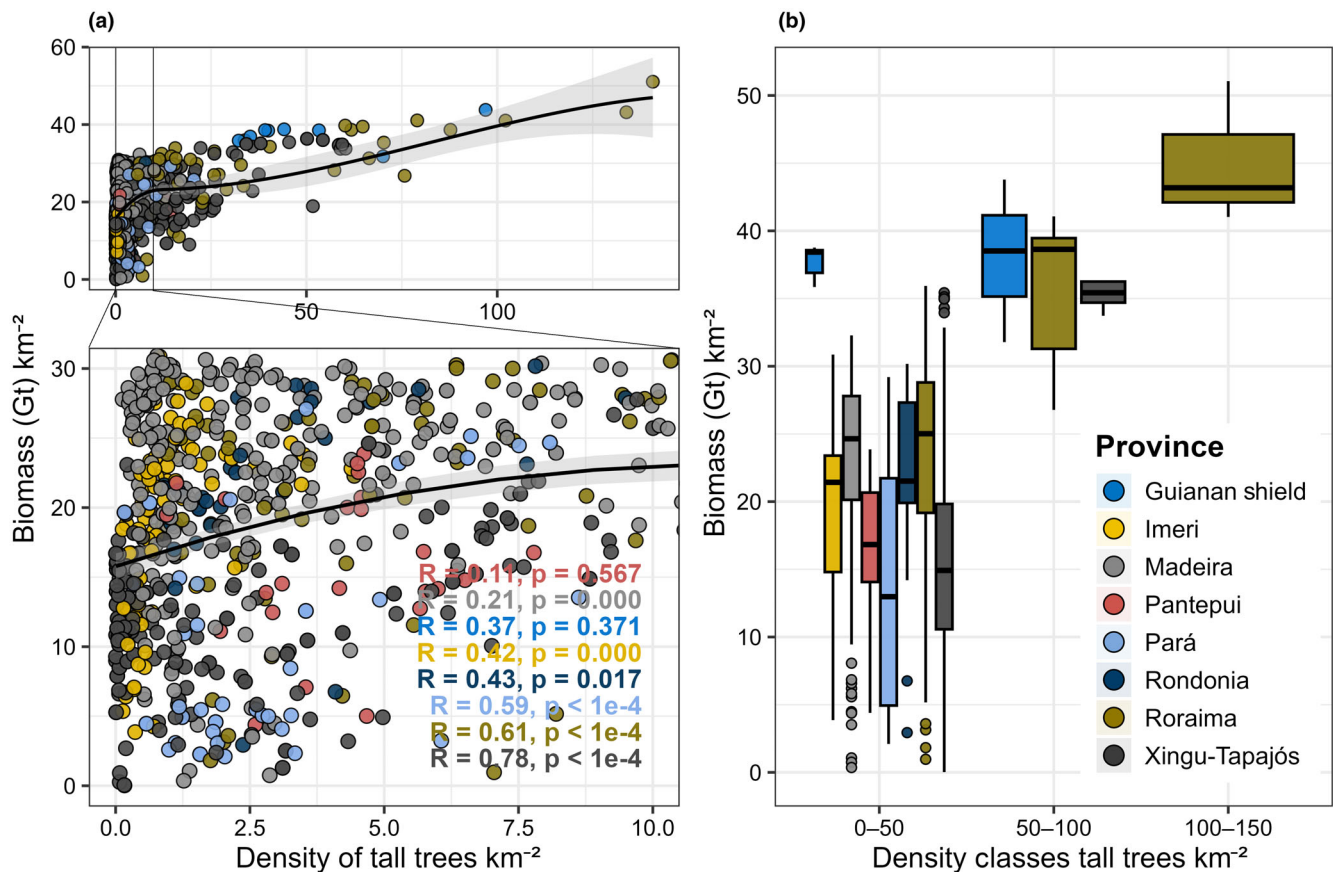 (a)
60
40
20
0
0
50
100
Biomass (Gt) km⁻²
30
20
10
0
R = 0.11, p = 0.567
R = 0.21, p = 0.000
R = 0.37, p = 0.371
R = 0.42, p = 0.000
R = 0.43, p = 0.017
R = 0.59, p < 1e-4
R = 0.61, p < 1e-4
R = 0.78, p < 1e-4
0.0
2.5
5.0
7.5
10.0
Density of tall trees km⁻²
(b)
50
40
30
20
10
0
Biomass (Gt) km⁻²
Province
Guianan shield
Imeri
Madeira
Pantepui
Pará
Rondonia
Roraima
Xingu-Tapajós
0–50
50–100
100–150
Density classes tall trees km⁻²